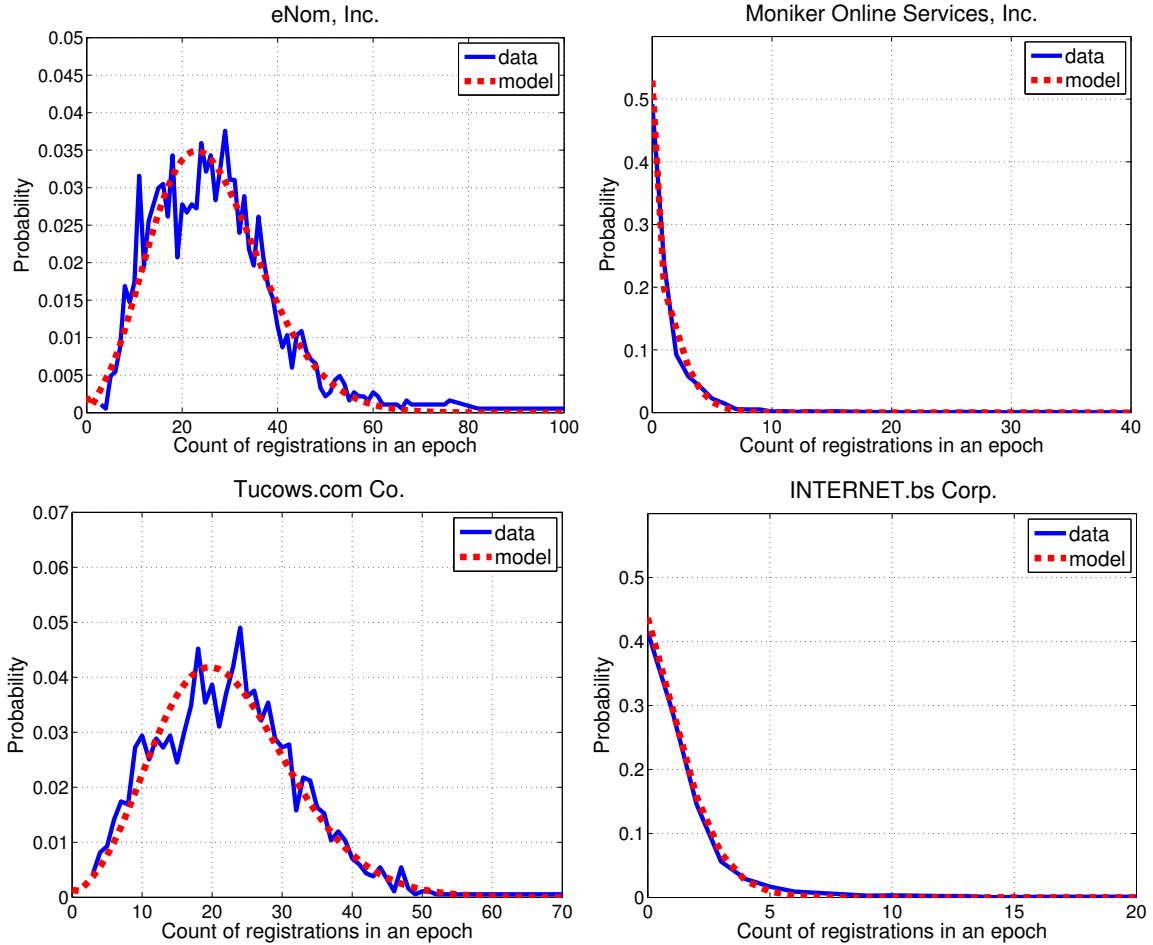 eNom, Inc.
0.05
0.045
0.04
0.035
0.03
0.025
0.02
0.015
0.01
0.005
0
Probability
data
model
0 20 40 60 80 100
Count of registrations in an epoch
Moniker Online Services, Inc.
0.5
0.4
0.3
0.2
0.1
0
Probability
data
model
0 10 20 30 40
Count of registrations in an epoch
Tucows.com Co.
0.07
0.06
0.05
0.04
0.03
0.02
0.01
0
Probability
data
model
0 10 20 30 40 50 60 70
Count of registrations in an epoch
INTERNET.bs Corp.
0.5
0.4
0.3
0.2
0.1
0
Probability
data
model
0 5 10 15 20
Count of registrations in an epoch